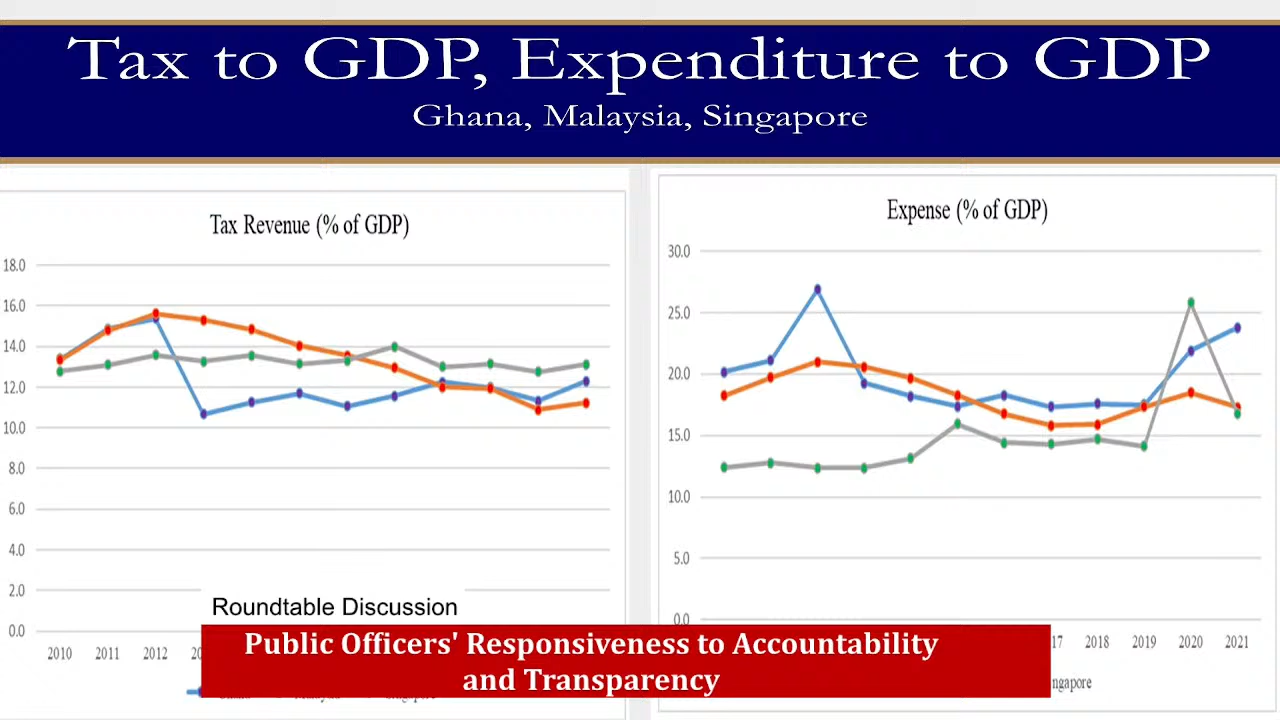 Tax to GDP, Expenditure to GDP
Ghana, Malaysia, Singapore
Tax Revenue (% of GDP)
18.0
16.0
14.0
12.0
10.0
8.0
6.0
4.0
2.0
0.0
2010 2011 2012
Expense (% of GDP)
30.0
25.0
20.0
15.0
10.0
5.0
0.0
17 2018 2019 2020 2021
ngapore
Roundtable Discussion
Public Officers' Responsiveness to Accountability
and Transparency